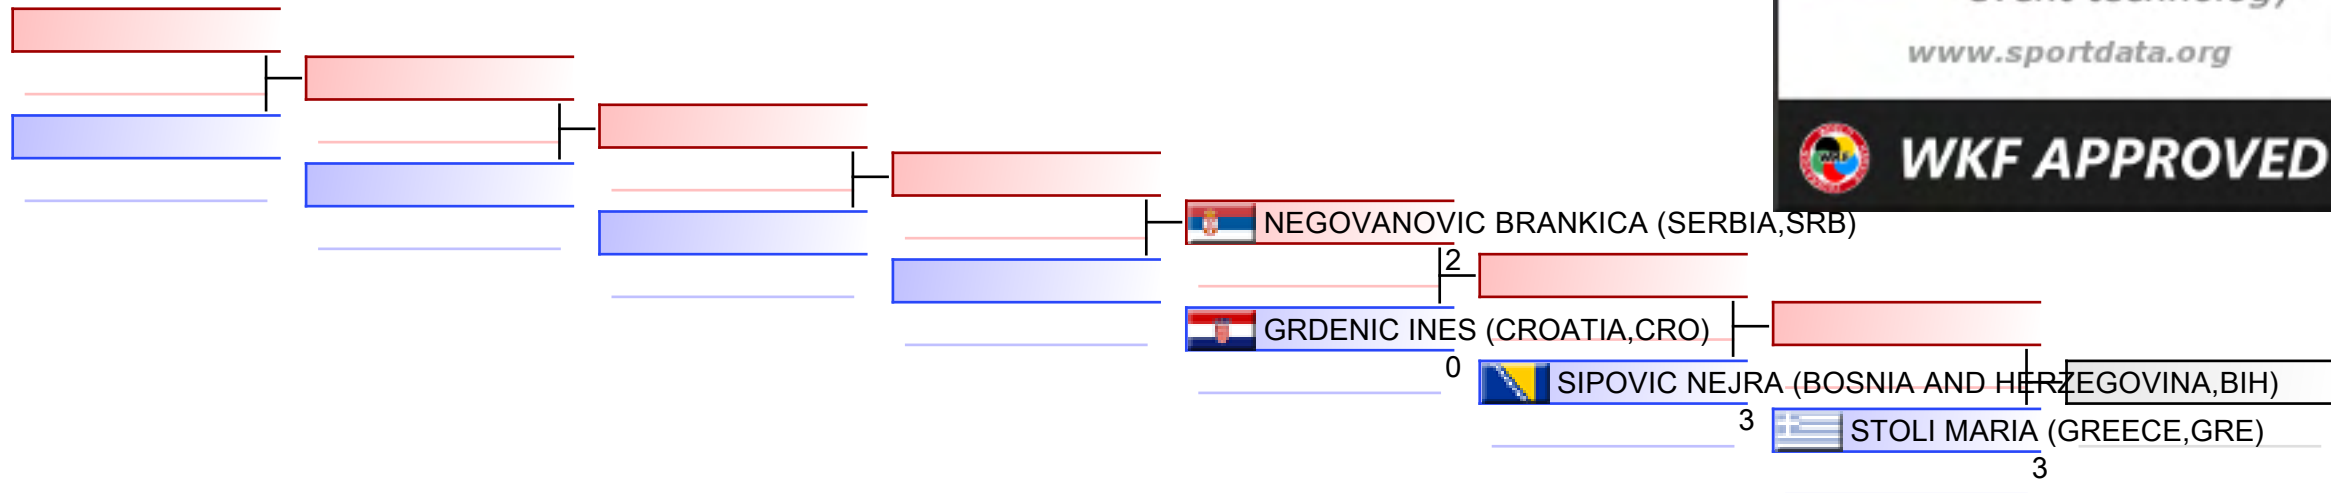 www.sportdata.org
WKF APPROVED
NEGOVANOVIC BRANKICA (SERBIA,SRB)
2
GRDENIC INES (CROATIA,CRO)
0
SIPOVIC NEJRA (BOSNIA AND HERZEGOVINA,BIH)
3
STOLI MARIA (GREECE,GRE)
3